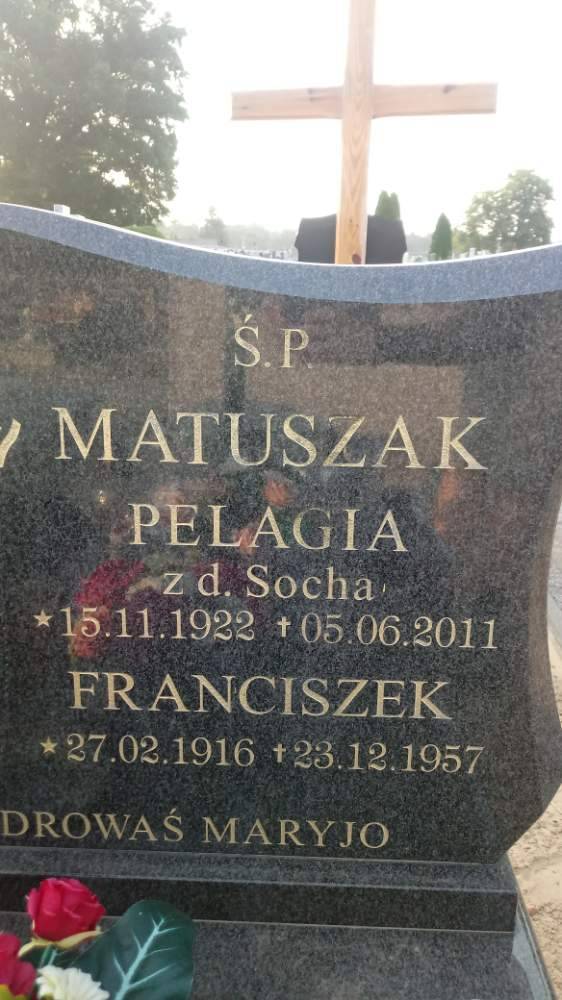 Ś.P.
MATUSZAK
PELAGIA
z d. Socha
★15.11.1922 ✝05.06.2011
FRANCISZEK
★27.02.1916 ✝23.12.1957
DROWAŚ MARYJO